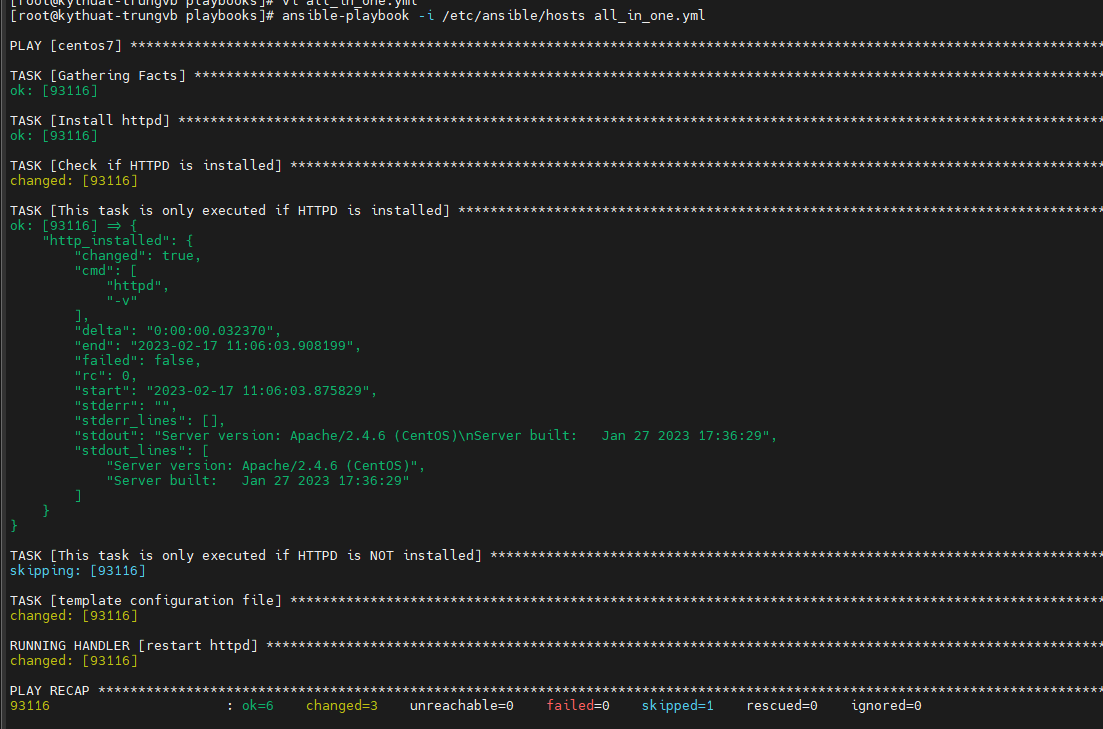 [root@kythuat-trungvb playbooks]# vi all_in_one.yml
[root@kythuat-trungvb playbooks]# ansible-playbook -i /etc/ansible/hosts all_in_one.yml
PLAY [centos7] *************************************************************************************************************************
TASK [Gathering Facts] *****************************************************************************************************************
ok: [93116]
TASK [Install httpd] *******************************************************************************************************************
ok: [93116]
TASK [Check if HTTPD is installed] *****************************************************************************************************
changed: [93116]
TASK [This task is only executed if HTTPD is installed] ********************************************************************************
ok: [93116] => {
    "http_installed": {
        "changed": true,
        "cmd": [
            "httpd",
            "-v"
        ],
        "delta": "0:00:00.032370",
        "end": "2023-02-17 11:06:03.908199",
        "failed": false,
        "rc": 0,
        "start": "2023-02-17 11:06:03.875829",
        "stderr": "",
        "stderr_lines": [],
        "stdout": "Server version: Apache/2.4.6 (CentOS)\nServer built:   Jan 27 2023 17:36:29",
        "stdout_lines": [
            "Server version: Apache/2.4.6 (CentOS)",
            "Server built:   Jan 27 2023 17:36:29"
        ]
    }
}
TASK [This task is only executed if HTTPD is NOT installed] ****************************************************************************
skipping: [93116]
TASK [template configuration file] *****************************************************************************************************
changed: [93116]
RUNNING HANDLER [restart httpd] ********************************************************************************************************
changed: [93116]
PLAY RECAP *****************************************************************************************************************************
93116                      : ok=6    changed=3    unreachable=0    failed=0    skipped=1    rescued=0    ignored=0